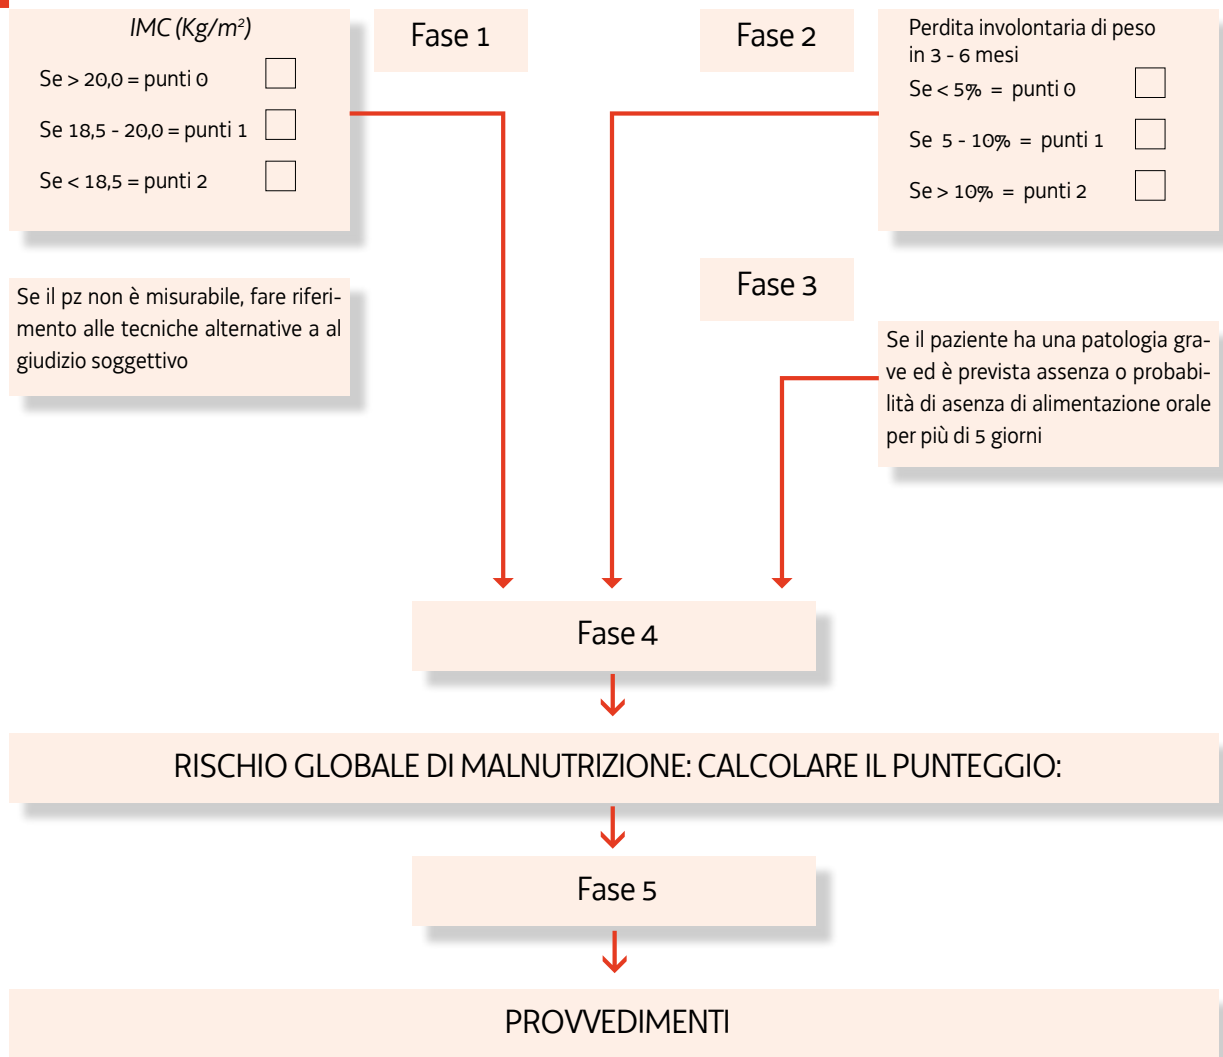 IMC (Kg/m²)
Se > 20,0 = punti 0
Se 18,5 - 20,0 = punti 1
Se < 18,5 = punti 2
Fase 1
Fase 2
Perdita involontaria di peso
in 3 - 6 mesi
Se < 5% = punti 0
Se 5 - 10% = punti 1
Se > 10% = punti 2
Se il pz non è misurabile, fare riferi-
mento alle tecniche alternative a al
giudizio soggettivo
Fase 3
Se il paziente ha una patologia gra-
ve ed è prevista assenza o probabi-
lità di asenza di alimentazione orale
per più di 5 giorni
Fase 4
RISCHIO GLOBALE DI MALNUTRIZIONE: CALCOLARE IL PUNTEGGIO:
Fase 5
PROVVEDIMENTI